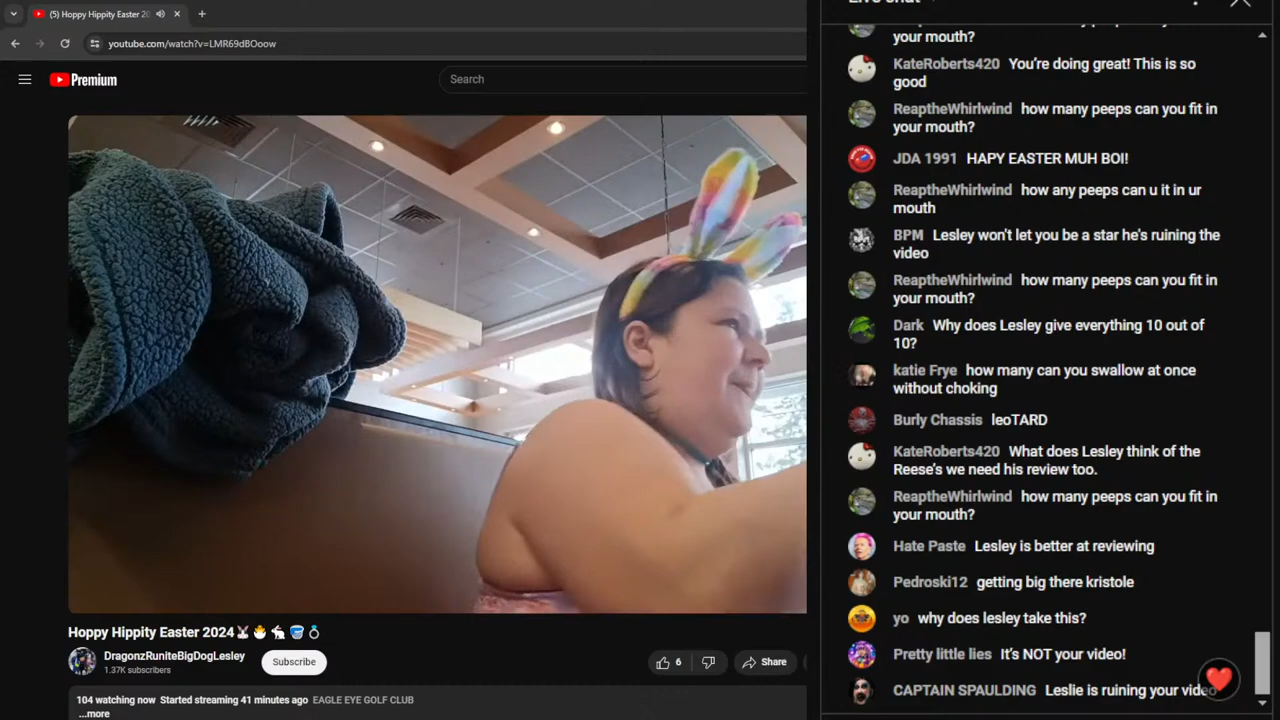 (5) Hoppy Hippity Easter 20
youtube.com/watch?v=LMR69dBOoow
Premium
Search
Hoppy Hippity Easter 2024🐰🐣🐇🪣💍
DragonzRuniteBigDogLesley
1.37K subscribers
Subscribe
6
Share
104 watching now Started streaming 41 minutes ago EAGLE EYE GOLF CLUB
...more
your mouth?
KateRoberts420 You're doing great! This is so
good
ReaptheWhirlwind how many peeps can you fit in
your mouth?
JDA 1991 HAPY EASTER MUH BOI!
ReaptheWhirlwind how any peeps can u it in ur
mouth
BPM Lesley won't let you be a star he's ruining the
video
ReaptheWhirlwind how many peeps can you fit in
your mouth?
Dark Why does Lesley give everything 10 out of
10?
katie Frye how many can you swallow at once
without choking
Burly Chassis leoTARD
KateRoberts420 What does Lesley think of the
Reese's we need his review too.
ReaptheWhirlwind how many peeps can you fit in
your mouth?
Hate Paste Lesley is better at reviewing
Pedroski12 getting big there kristole
yo why does lesley take this?
Pretty little lies It's NOT your video!
CAPTAIN SPAULDING Leslie is ruining your video